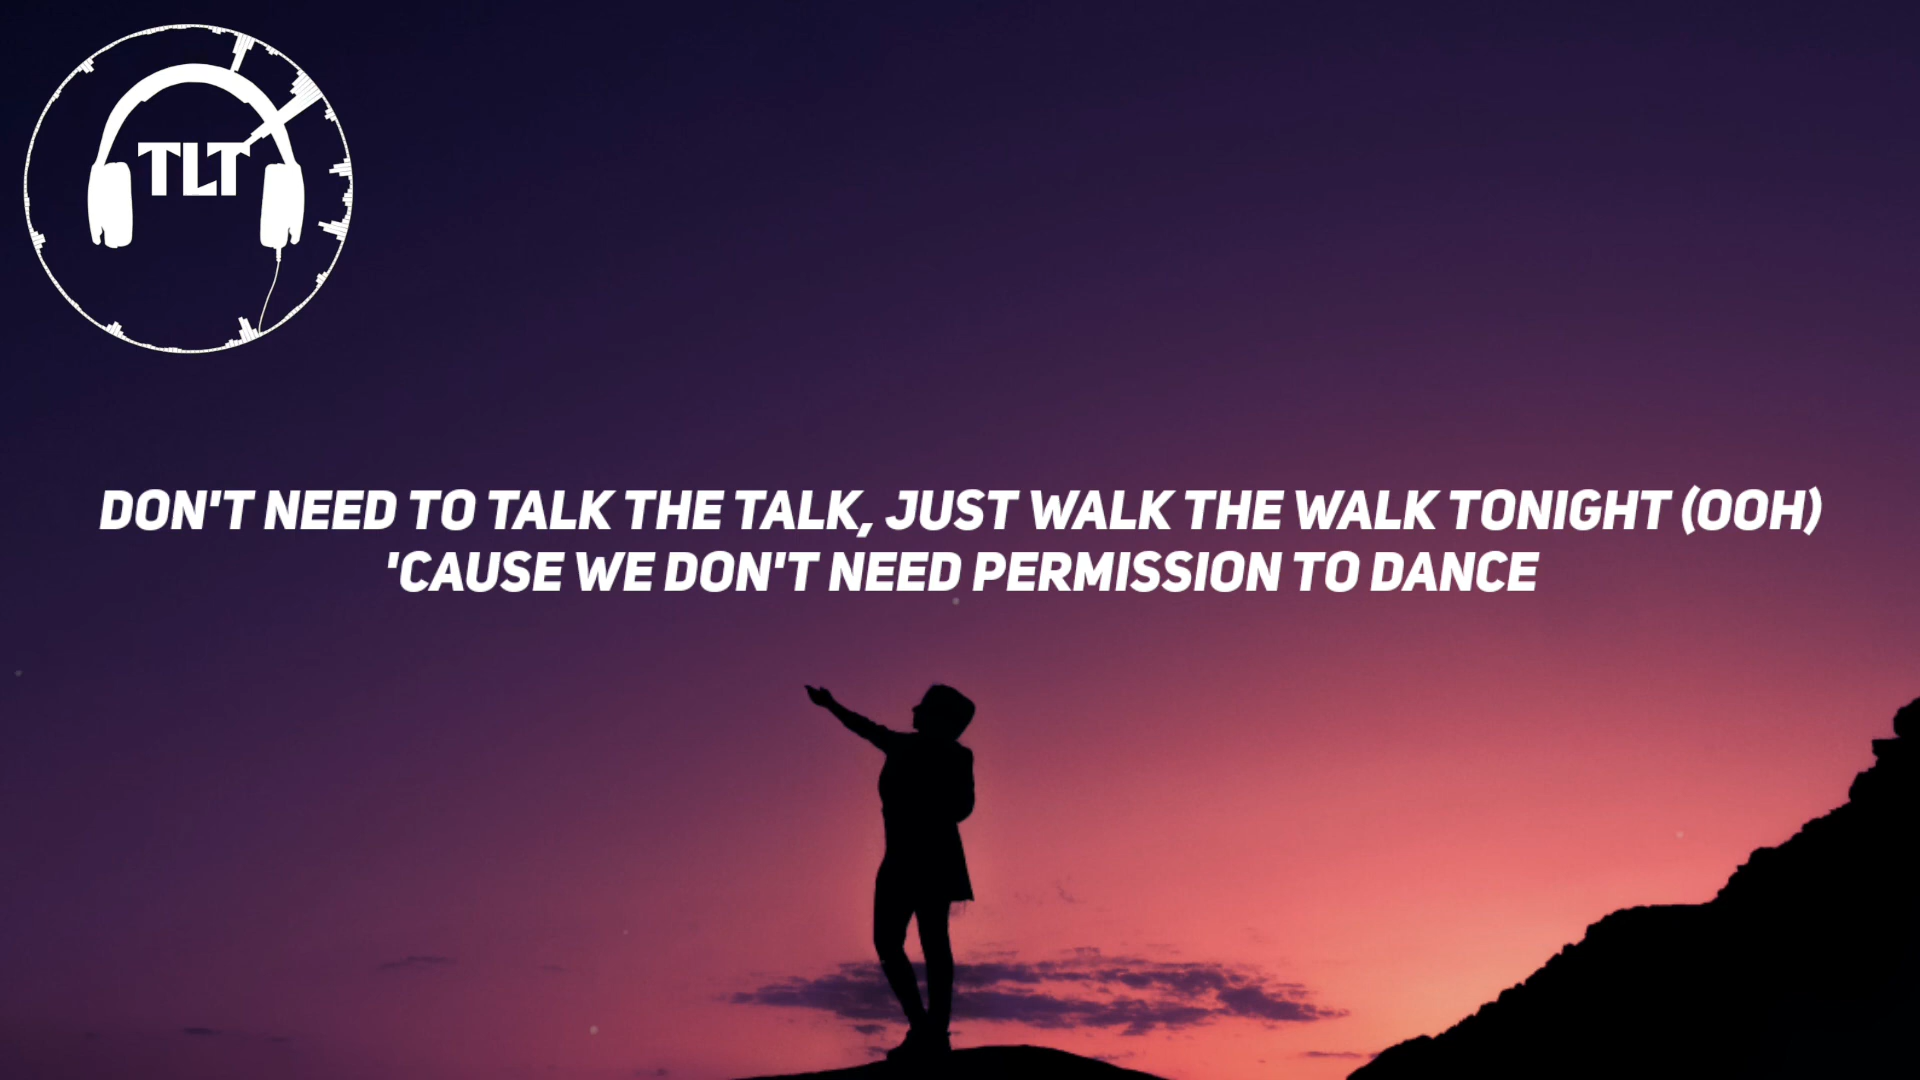 TLT
DON'T NEED TO TALK THE TALK, JUST WALK THE WALK TONIGHT (OOH)
'CAUSE WE DON'T NEED PERMISSION TO DANCE